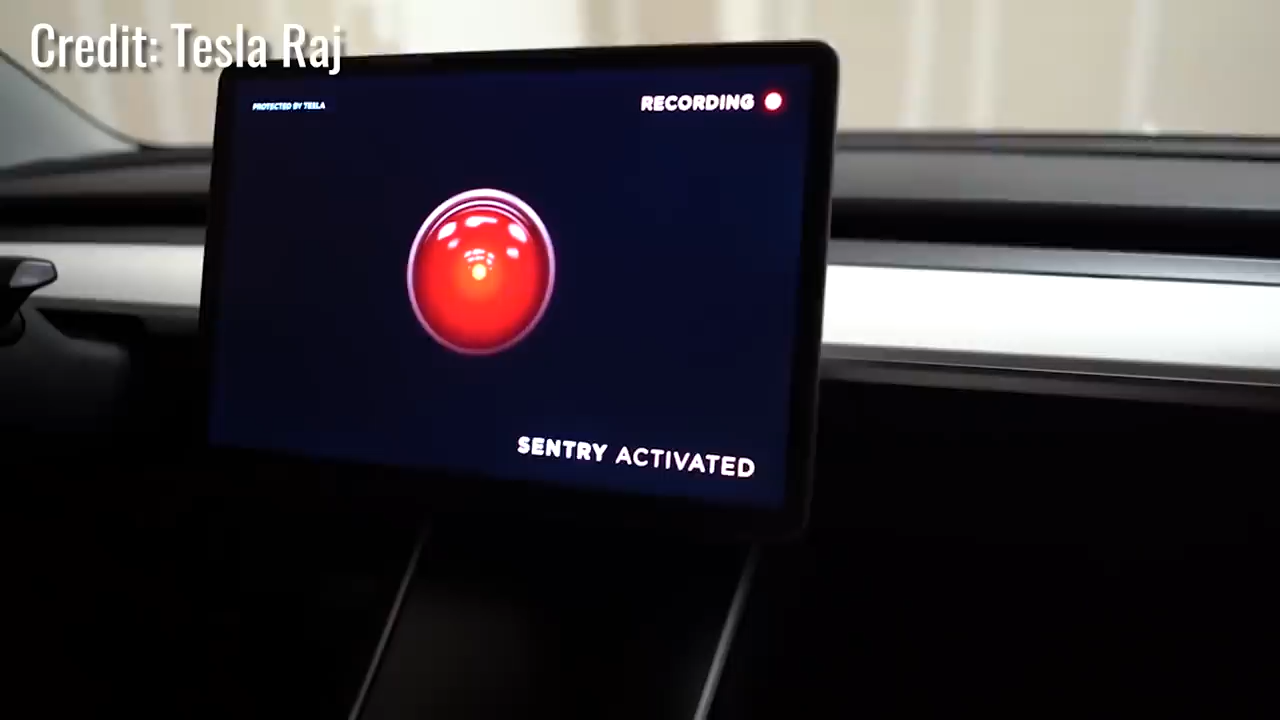 Credit: Tesla Raj
PROTECTED BY TESLA
RECORDING
SENTRY ACTIVATED